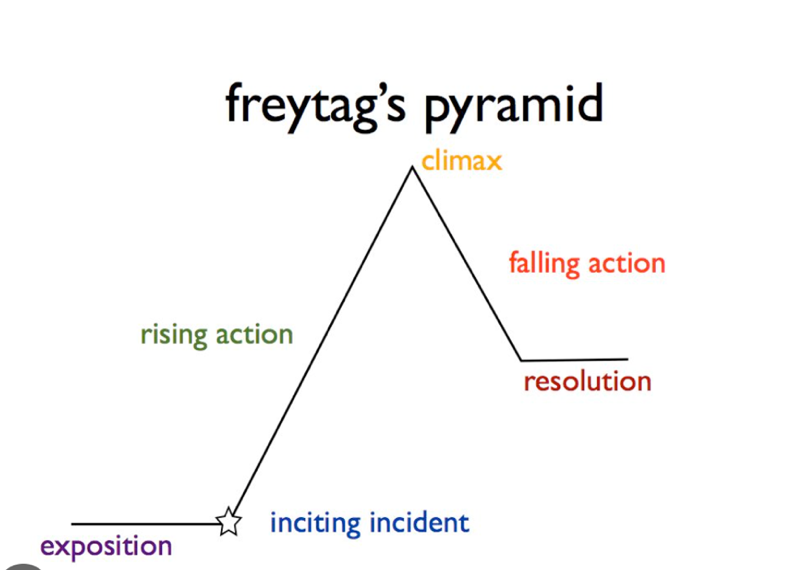 freytag's pyramid
climax
falling action
rising action
resolution
inciting incident
exposition